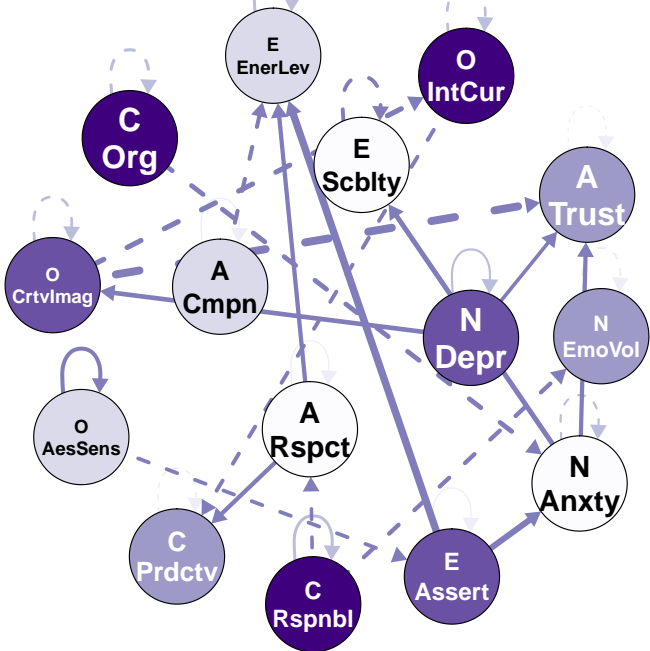 E
EnerLev
O
IntCur
C
Org
E
Scblty
A
Trust
O
CrtvImag
A
Cmpn
N
Depr
N
EmoVol
O
AesSens
A
Rspct
N
Anxty
C
Prdctv
E
Assert
C
Rspnbl